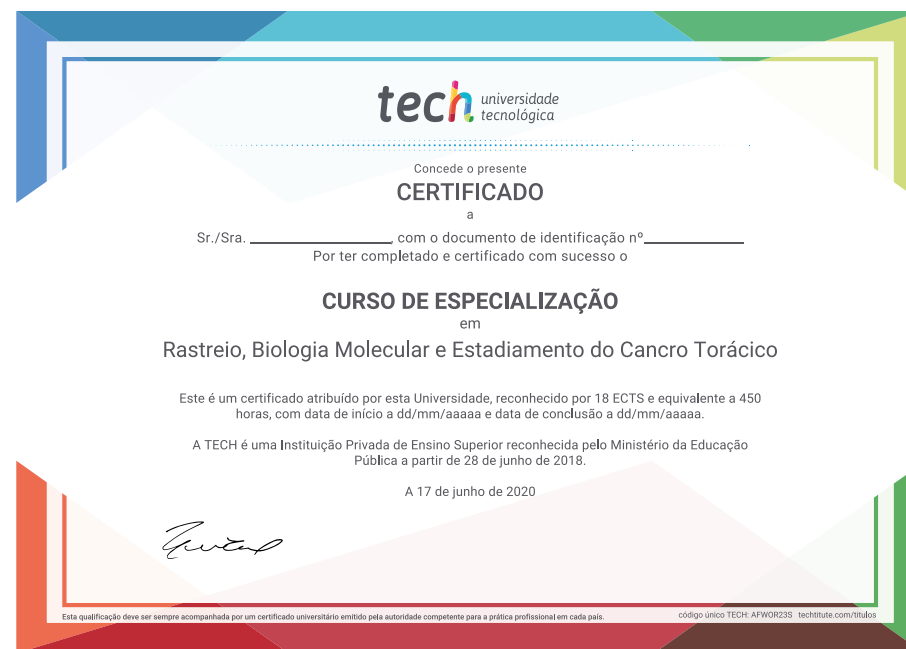 tech universidade
tecnológica
Concede o presente
CERTIFICADO
a
Sr./Sra. ____________________, com o documento de identificação nº______________
Por ter completado e certificado com sucesso o
CURSO DE ESPECIALIZAÇÃO
em
Rastreio, Biologia Molecular e Estadiamento do Cancro Torácico
Este é um certificado atribuído por esta Universidade, reconhecido por 18 ECTS e equivalente a 450
horas, com data de início a dd/mm/aaaaa e data de conclusão a dd/mm/aaaaa.
A TECH é uma Instituição Privada de Ensino Superior reconhecida pelo Ministério da Educação
Pública a partir de 28 de junho de 2018.
A 17 de junho de 2020
Esta qualificação deve ser sempre acompanhada por um certificado universitário emitido pela autoridade competente para a prática profissional em cada país.
código único TECH: AFWOR23S techtitute.com/titulos